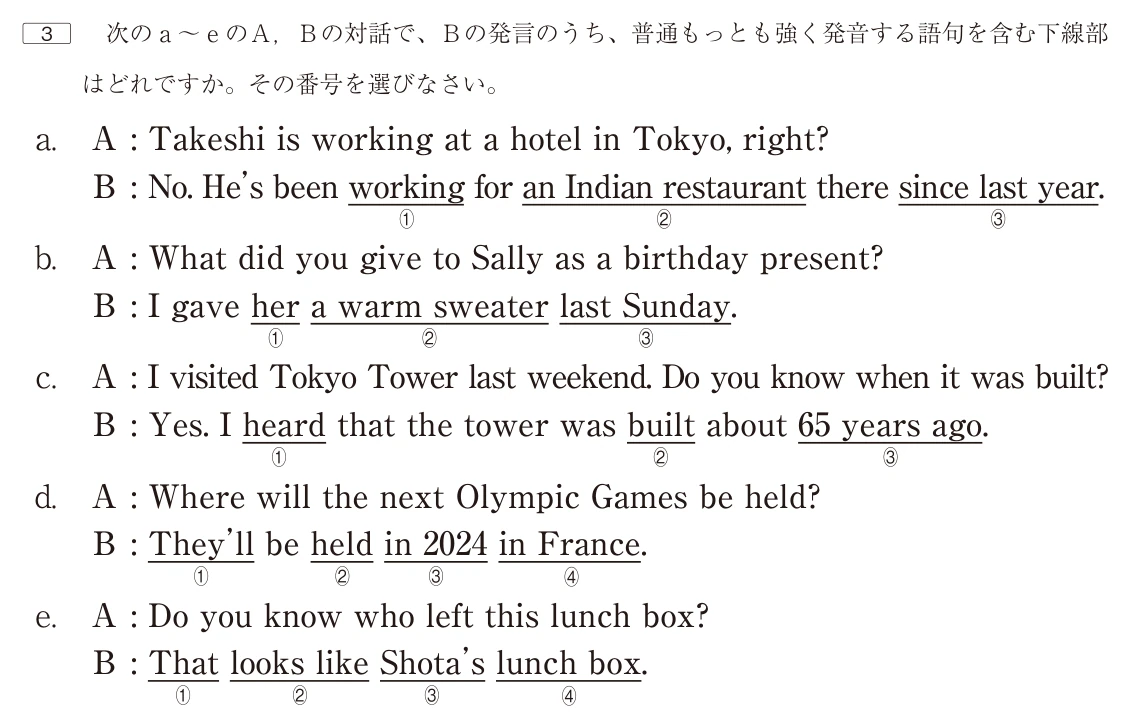 3 次のａ～ｅのＡ，Ｂの対話で、Ｂの発言のうち、普通もっとも強く発音する語句を含む下線部
はどれですか。その番号を選びなさい。
a. A : Takeshi is working at a hotel in Tokyo, right?
B : No. He’s been working for an Indian restaurant there since last year.
① ② ③
b. A : What did you give to Sally as a birthday present?
B : I gave her a warm sweater last Sunday.
① ② ③
c. A : I visited Tokyo Tower last weekend. Do you know when it was built?
B : Yes. I heard that the tower was built about 65 years ago.
① ② ③
d. A : Where will the next Olympic Games be held?
B : They’ll be held in 2024 in France.
① ② ③ ④
e. A : Do you know who left this lunch box?
B : That looks like Shota’s lunch box.
① ② ③ ④